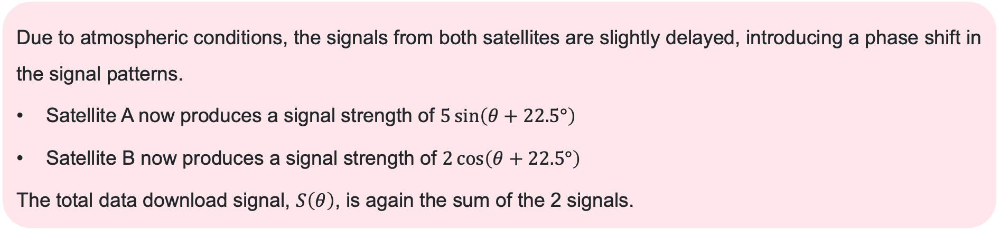 Due to atmospheric conditions, the signals from both satellites are slightly delayed, introducing a phase shift in
the signal patterns.
• Satellite A now produces a signal strength of 5 sin(θ + 22.5°)
• Satellite B now produces a signal strength of 2 cos(θ + 22.5°)
The total data download signal, S(θ), is again the sum of the 2 signals.